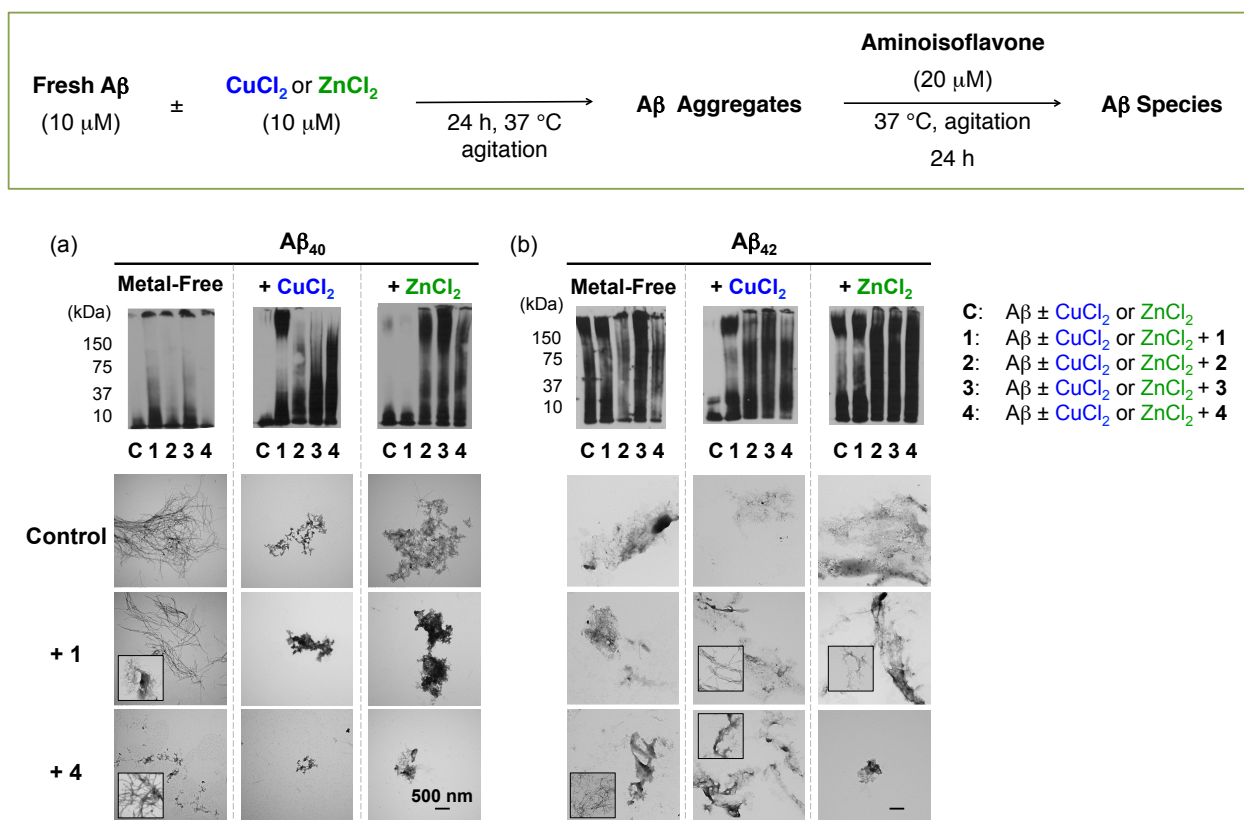 Fresh Aβ
(10 μM)
±
CuCl₂ or ZnCl₂
(10 μM)
24 h, 37 °C
agitation
Aβ Aggregates
Aminoisoflavone
(20 μM)
37 °C, agitation
24 h
Aβ Species
(a)
Aβ₄₀
Metal-Free
+ CuCl₂
+ ZnCl₂
(kDa)
150
75
37
10
C 1 2 3 4
C 1 2 3 4
C 1 2 3 4
Control
+ 1
+ 4
500 nm
(b)
Aβ₄₂
Metal-Free
+ CuCl₂
+ ZnCl₂
(kDa)
150
75
37
10
C 1 2 3 4
C 1 2 3 4
C 1 2 3 4
C: Aβ ± CuCl₂ or ZnCl₂
1: Aβ ± CuCl₂ or ZnCl₂ + 1
2: Aβ ± CuCl₂ or ZnCl₂ + 2
3: Aβ ± CuCl₂ or ZnCl₂ + 3
4: Aβ ± CuCl₂ or ZnCl₂ + 4